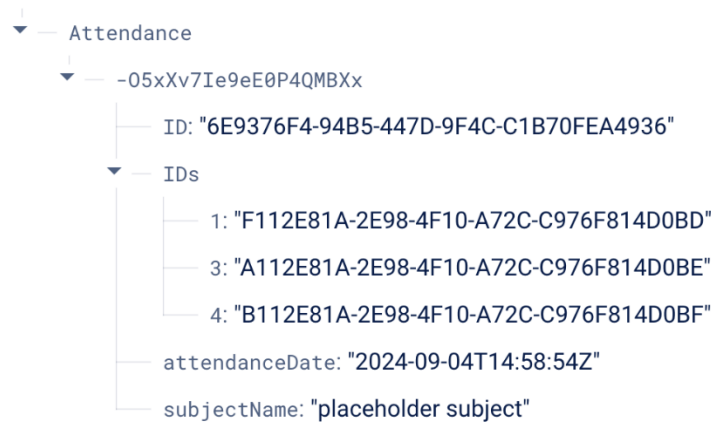 Attendance
-O5xXv7Ie9eE0P4QMBXx
ID: "6E9376F4-94B5-447D-9F4C-C1B70FEA4936"
IDs
1: "F112E81A-2E98-4F10-A72C-C976F814D0BD"
3: "A112E81A-2E98-4F10-A72C-C976F814D0BE"
4: "B112E81A-2E98-4F10-A72C-C976F814D0BF"
attendanceDate: "2024-09-04T14:58:54Z"
subjectName: "placeholder subject"